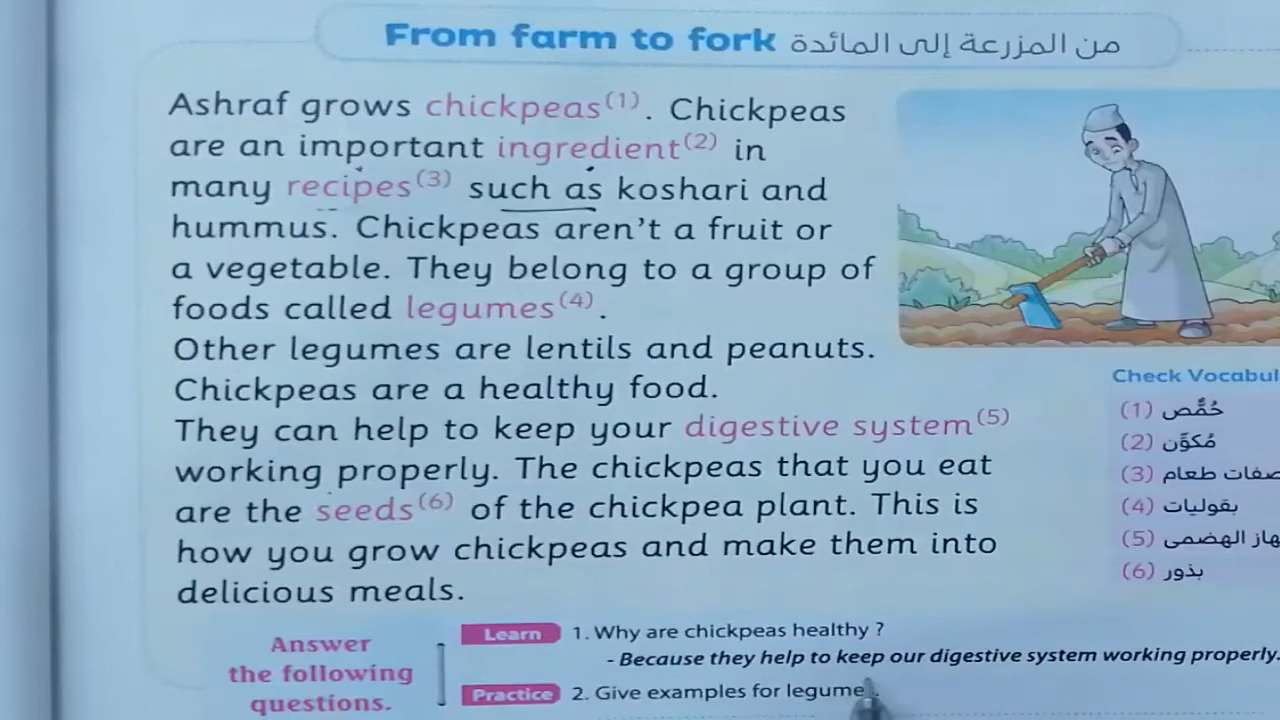 From farm to fork من المزرعة إلى المائدة
Ashraf grows chickpeas(1). Chickpeas
are an important ingredient(2) in
many recipes(3) such as koshari and
hummus. Chickpeas aren't a fruit or
a vegetable. They belong to a group of
foods called legumes(4).
Other legumes are lentils and peanuts.
Chickpeas are a healthy food.
They can help to keep your digestive system(5)
working properly. The chickpeas that you eat
are the seeds(6) of the chickpea plant. This is
how you grow chickpeas and make them into
delicious meals.
Check
(1) حُمُّص
(2) مُكوِّن
(3) طعام
(4) بقوليات
(5) الهضمى
(6) بذور
Answer
the following
questions.
Learn 1. Why are chickpeas healthy ?
- Because they help to keep our digestive system working properly.
Practice 2. Give examples for